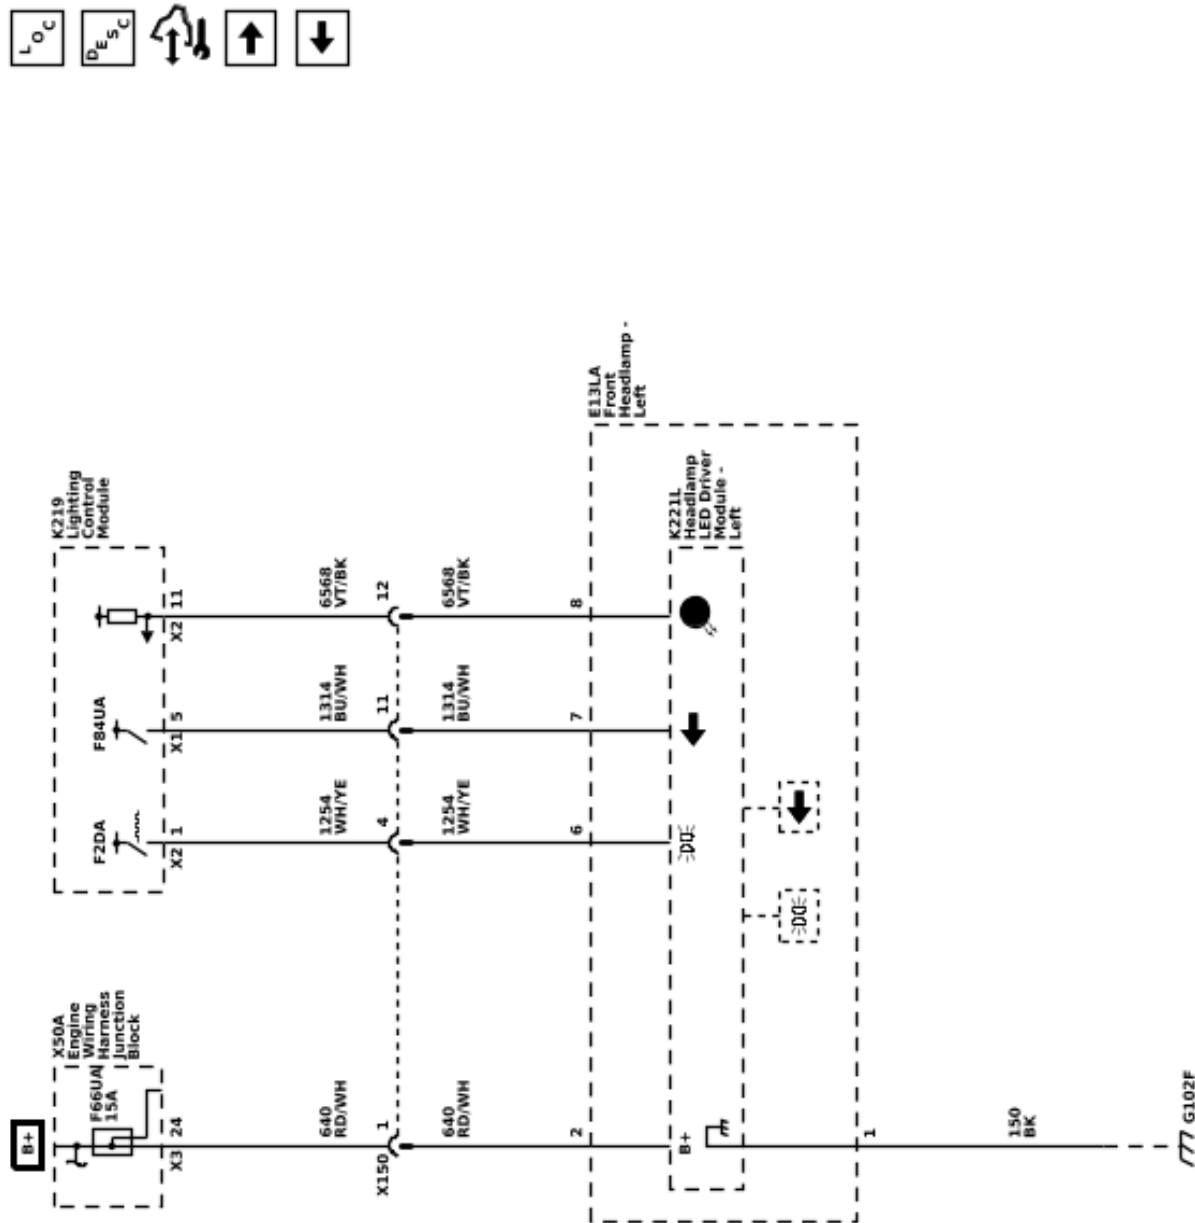 LOC
DESC
K219
Lighting
Control
Module
F2DA
F84UA
X2 1
X1 5
X2 11
1254
WH/YE
1314
BU/WH
6568
VT/BK
4
11
12
1254
WH/YE
1314
BU/WH
6568
VT/BK
6
7
8
B+
X50A
Engine
Wiring
Harness
Junction
Block
F66UA
15A
X3 24
640
RD/WH
X150 1
640
RD/WH
2
E13LA
Front
Headlamp -
Left
K221L
Headlamp
LED Driver
Module -
Left
B+
1
150
BK
G102F